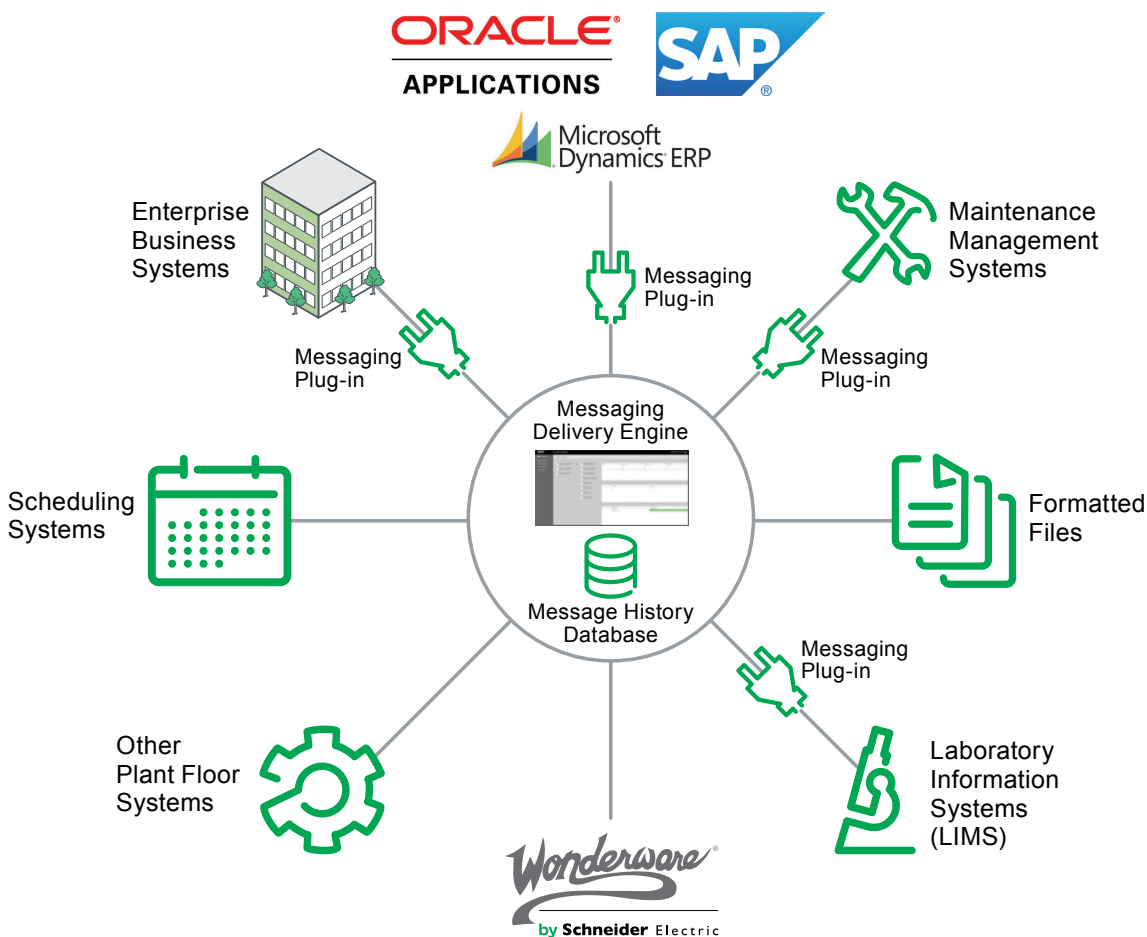 ORACLE®
APPLICATIONS
SAP
®
Microsoft
Dynamics ERP
Enterprise
Business
Systems
Maintenance
Management
Systems
Messaging
Plug-in
Messaging
Plug-in
Messaging
Plug-in
Messaging
Delivery Engine
Scheduling
Systems
Formatted
Files
Message History
Database
Messaging
Plug-in
Other
Plant Floor
Systems
Laboratory
Information
Systems
(LIMS)
Wonderware®
by Schneider Electric